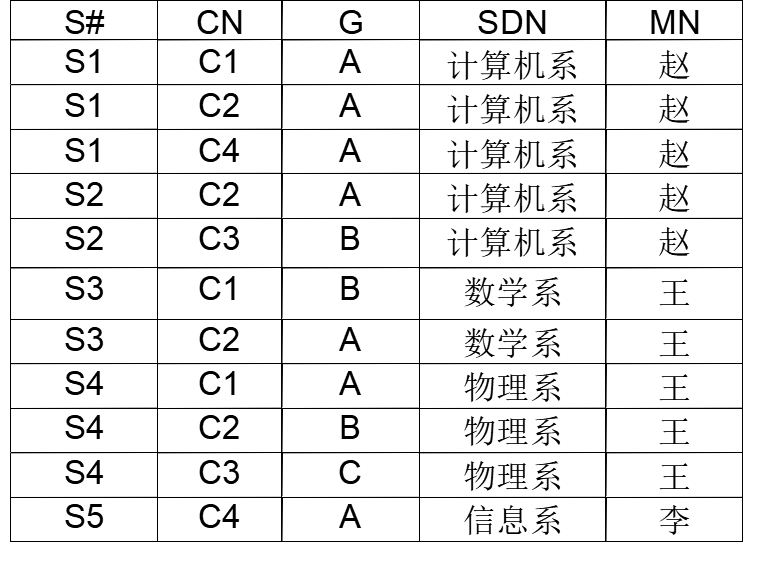 S# CN G SDN MN
S1 C1 A 计算机系 赵
S1 C2 A 计算机系 赵
S1 C4 A 计算机系 赵
S2 C2 A 计算机系 赵
S2 C3 B 计算机系 赵
S3 C1 B 数学系 王
S3 C2 A 数学系 王
S4 C1 A 物理系 王
S4 C2 B 物理系 王
S4 C3 C 物理系 王
S5 C4 A 信息系 李